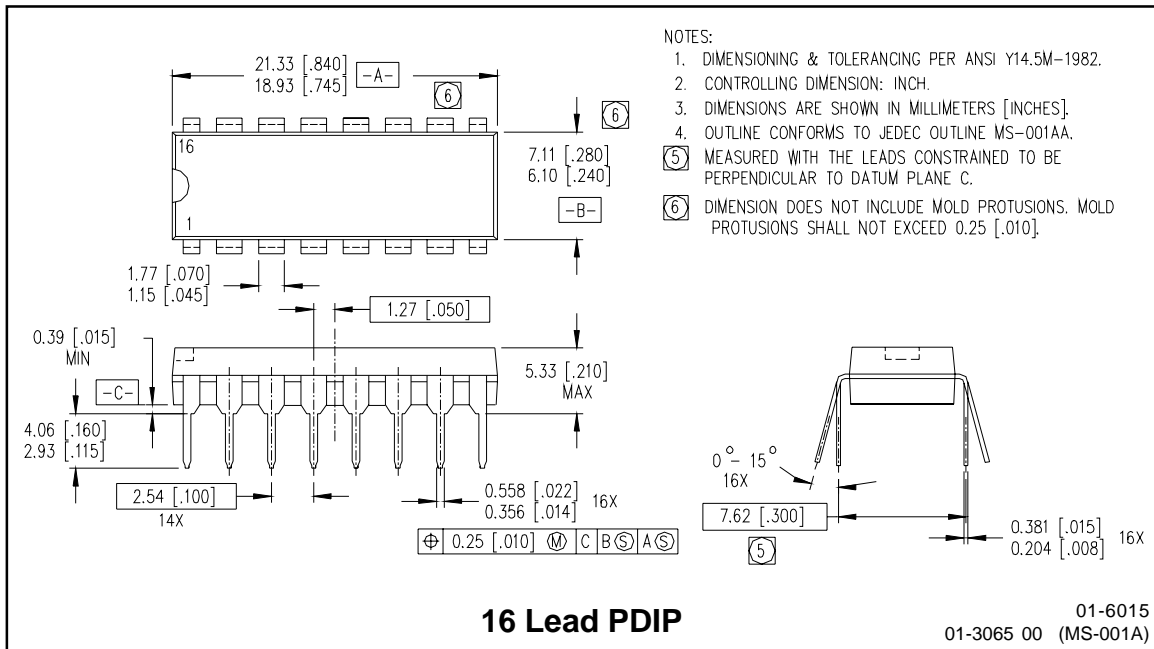 21.33 [.840]
18.93 [.745]
-A-
6
6
16
1
7.11 [.280]
6.10 [.240]
-B-
NOTES:
1. DIMENSIONING & TOLERANCING PER ANSI Y14.5M-1982.
2. CONTROLLING DIMENSION: INCH.
3. DIMENSIONS ARE SHOWN IN MILLIMETERS [INCHES].
4. OUTLINE CONFORMS TO JEDEC OUTLINE MS-001AA.
5 MEASURED WITH THE LEADS CONSTRAINED TO BE
PERPENDICULAR TO DATUM PLANE C.
6 DIMENSION DOES NOT INCLUDE MOLD PROTUSIONS. MOLD
PROTUSIONS SHALL NOT EXCEED 0.25 [.010].
1.77 [.070]
1.15 [.045]
1.27 [.050]
0.39 [.015]
MIN
-C-
5.33 [.210]
MAX
4.06 [.160]
2.93 [.115]
2.54 [.100]
14X
0.558 [.022]
0.356 [.014]
16X
⌖ 0.25 [.010] Ⓜ C BⓈ AⓈ
0° - 15°
16X
7.62 [.300]
5
0.381 [.015]
0.204 [.008]
16X
16 Lead PDIP
01-6015
01-3065 00 (MS-001A)